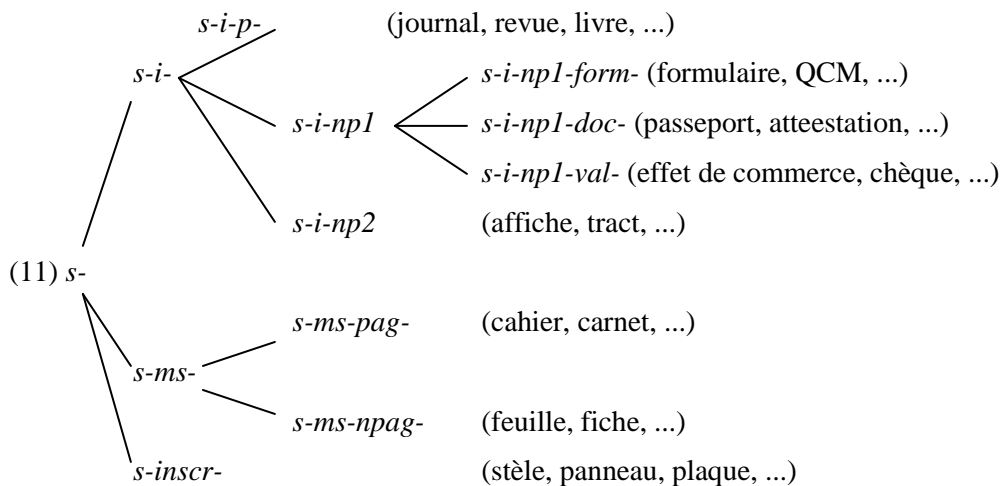 s-i-p- (journal, revue, livre, ...)
s-i- s-i-np1-form- (formulaire, QCM, ...)
s-i-np1 s-i-np1-doc- (passeport, atteestation, ...)
s-i-np1-val- (effet de commerce, chèque, ...)
s-i-np2 (affiche, tract, ...)
(11) s-
s-ms-pag- (cahier, carnet, ...)
s-ms-
s-ms-npag- (feuille, fiche, ...)
s-inscr- (stèle, panneau, plaque, ...)